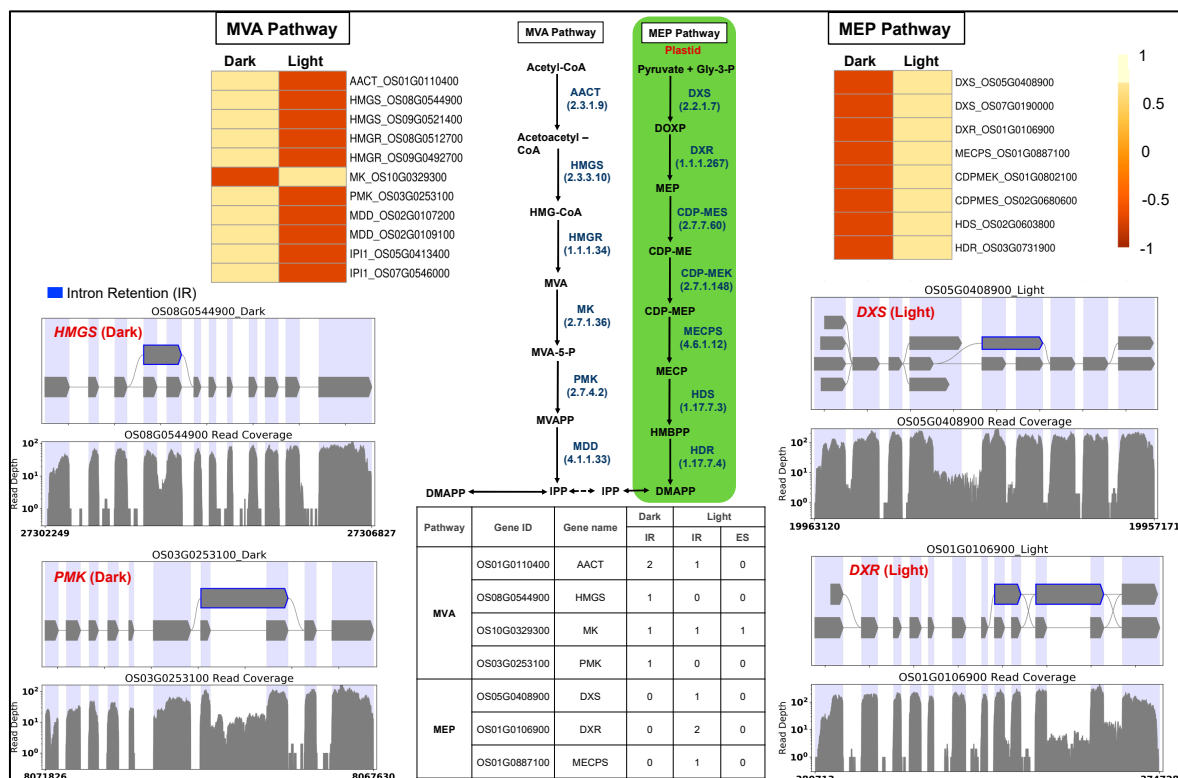 MVA Pathway
Dark Light
AACT_OS01G0110400
HMGS_OS08G0544900
HMGS_OS09G0521400
HMGR_OS08G0512700
HMGR_OS09G0492700
MK_OS10G0329300
PMK_OS03G0253100
MDD_OS02G0107200
MDD_OS02G0109100
IPI1_OS05G0413400
IPI1_OS07G0546000
Intron Retention (IR)
OS08G0544900_Dark
HMGS (Dark)
OS08G0544900 Read Coverage
Read Depth
10²
10¹
10⁰
27302249 27306827
OS03G0253100_Dark
PMK (Dark)
OS03G0253100 Read Coverage
Read Depth
10²
10¹
10⁰
8071826 8067630
MVA Pathway
Acetyl-CoA
AACT
(2.3.1.9)
Acetoacetyl –
CoA
HMGS
(2.3.3.10)
HMG-CoA
HMGR
(1.1.1.34)
MVA
MK
(2.7.1.36)
MVA-5-P
PMK
(2.7.4.2)
MVAPP
MDD
(4.1.1.33)
DMAPP IPP IPP DMAPP
MEP Pathway
Plastid
Pyruvate + Gly-3-P
DXS
(2.2.1.7)
DOXP
DXR
(1.1.1.267)
MEP
CDP-MES
(2.7.7.60)
CDP-ME
CDP-MEK
(2.7.1.148)
CDP-MEP
MECPS
(4.6.1.12)
MECP
HDS
(1.17.7.3)
HMBPP
HDR
(1.17.7.4)
Pathway Gene ID Gene name Dark Light
IR IR ES
MVA
OS01G0110400 AACT 2 1 0
OS08G0544900 HMGS 1 0 0
OS10G0329300 MK 1 1 1
OS03G0253100 PMK 1 0 0
MEP
OS05G0408900 DXS 0 1 0
OS01G0106900 DXR 0 2 0
OS01G0887100 MECPS 0 1 0
MEP Pathway
Dark Light
DXS_OS05G0408900
DXS_OS07G0190000
DXR_OS01G0106900
MECPS_OS01G0887100
CDPMEK_OS01G0802100
CDPMES_OS02G0680600
HDS_OS02G0603800
HDR_OS03G0731900
1
0.5
0
-0.5
-1
OS05G0408900_Light
DXS (Light)
OS05G0408900 Read Coverage
Read Depth
10²
10¹
10⁰
19963120 19957171
OS01G0106900_Light
DXR (Light)
OS01G0106900 Read Coverage
Read Depth
10²
10¹
10⁰